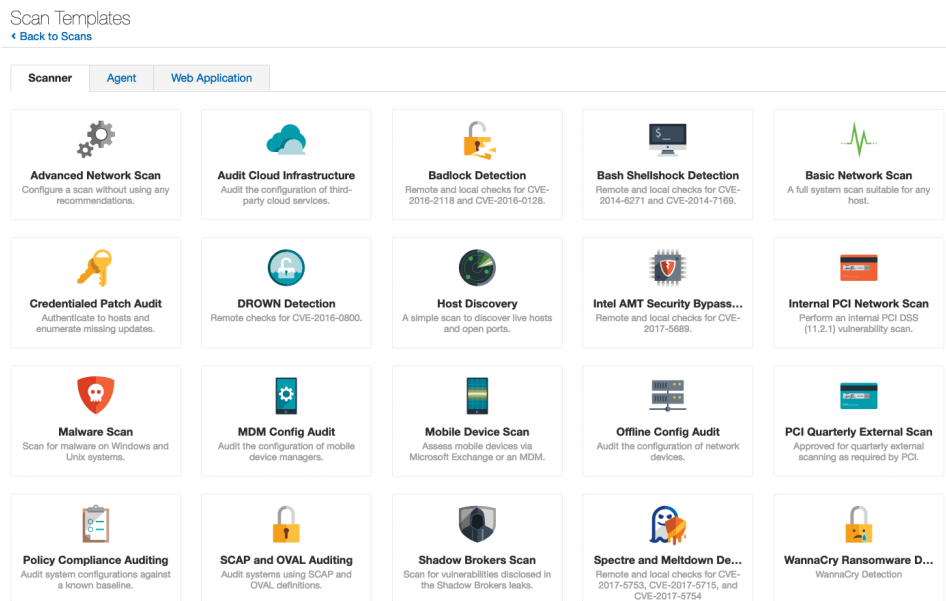 Scan Templates
‹ Back to Scans
Scanner
Agent
Web Application
Advanced Network Scan
Configure a scan without using any
recommendations.
Audit Cloud Infrastructure
Audit the configuration of third-
party cloud services.
Badlock Detection
Remote and local checks for CVE-
2016-2118 and CVE-2016-0128.
$_
Bash Shellshock Detection
Remote and local checks for CVE-
2014-6271 and CVE-2014-7169.
Basic Network Scan
A full system scan suitable for any
host.
Credentialed Patch Audit
Authenticate to hosts and
enumerate missing updates.
DROWN Detection
Remote checks for CVE-2016-0800.
Host Discovery
A simple scan to discover live hosts
and open ports.
Intel AMT Security Bypass...
Remote and local checks for CVE-
2017-5689.
Internal PCI Network Scan
Perform an internal PCI DSS
(11.2.1) vulnerability scan.
Malware Scan
Scan for malware on Windows and
Unix systems.
MDM Config Audit
Audit the configuration of mobile
device managers.
Mobile Device Scan
Assess mobile devices via
Microsoft Exchange or an MDM.
Offline Config Audit
Audit the configuration of network
devices.
PCI Quarterly External Scan
Approved for quarterly external
scanning as required by PCI.
Policy Compliance Auditing
Audit system configurations against
a known baseline.
SCAP and OVAL Auditing
Audit systems using SCAP and
OVAL definitions.
Shadow Brokers Scan
Scan for vulnerabilities disclosed in
the Shadow Brokers leaks.
Spectre and Meltdown De...
Remote and local checks for CVE-
2017-5753, CVE-2017-5715, and
CVE-2017-5754
WannaCry Ransomware D...
WannaCry Detection